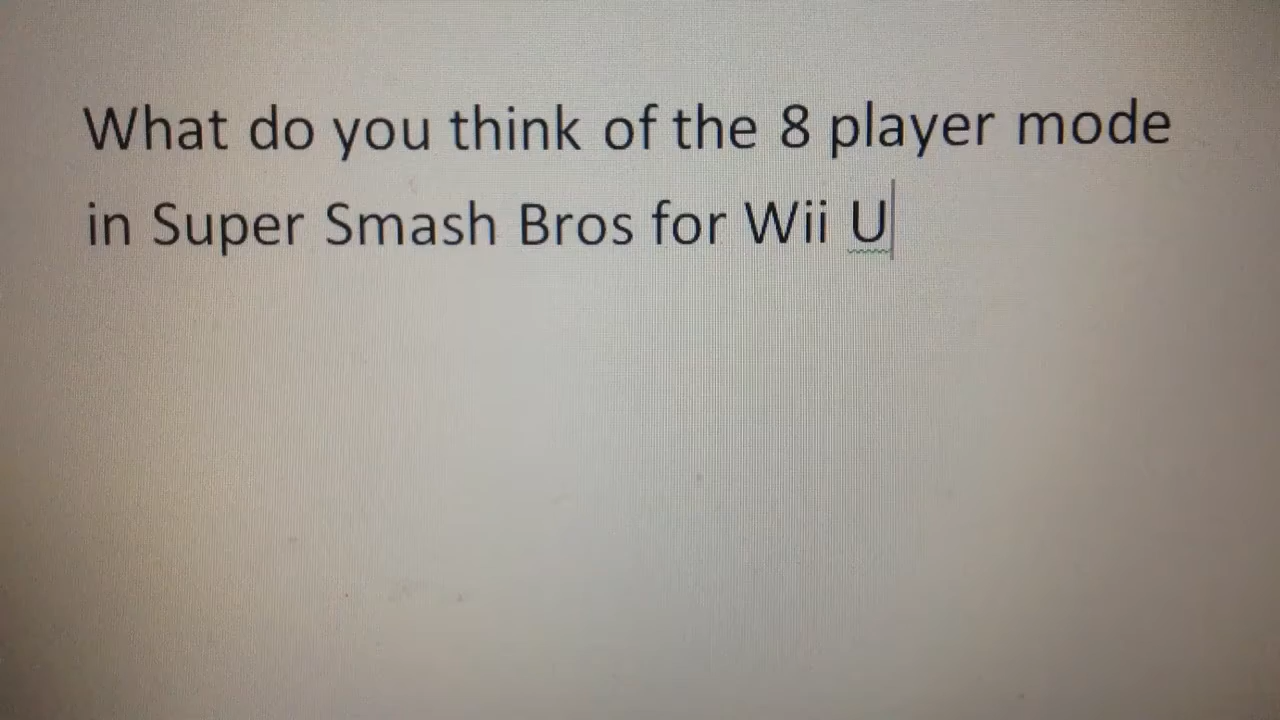 What do you think of the 8 player mode
in Super Smash Bros for Wii U